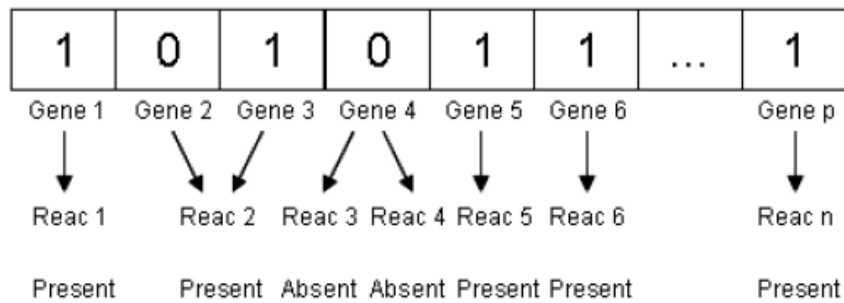 1 0 1 0 1 1 ... 1
Gene 1 Gene 2 Gene 3 Gene 4 Gene 5 Gene 6 Gene p
Reac 1 Reac 2 Reac 3 Reac 4 Reac 5 Reac 6 Reac n
Present Present Absent Absent Present Present Present